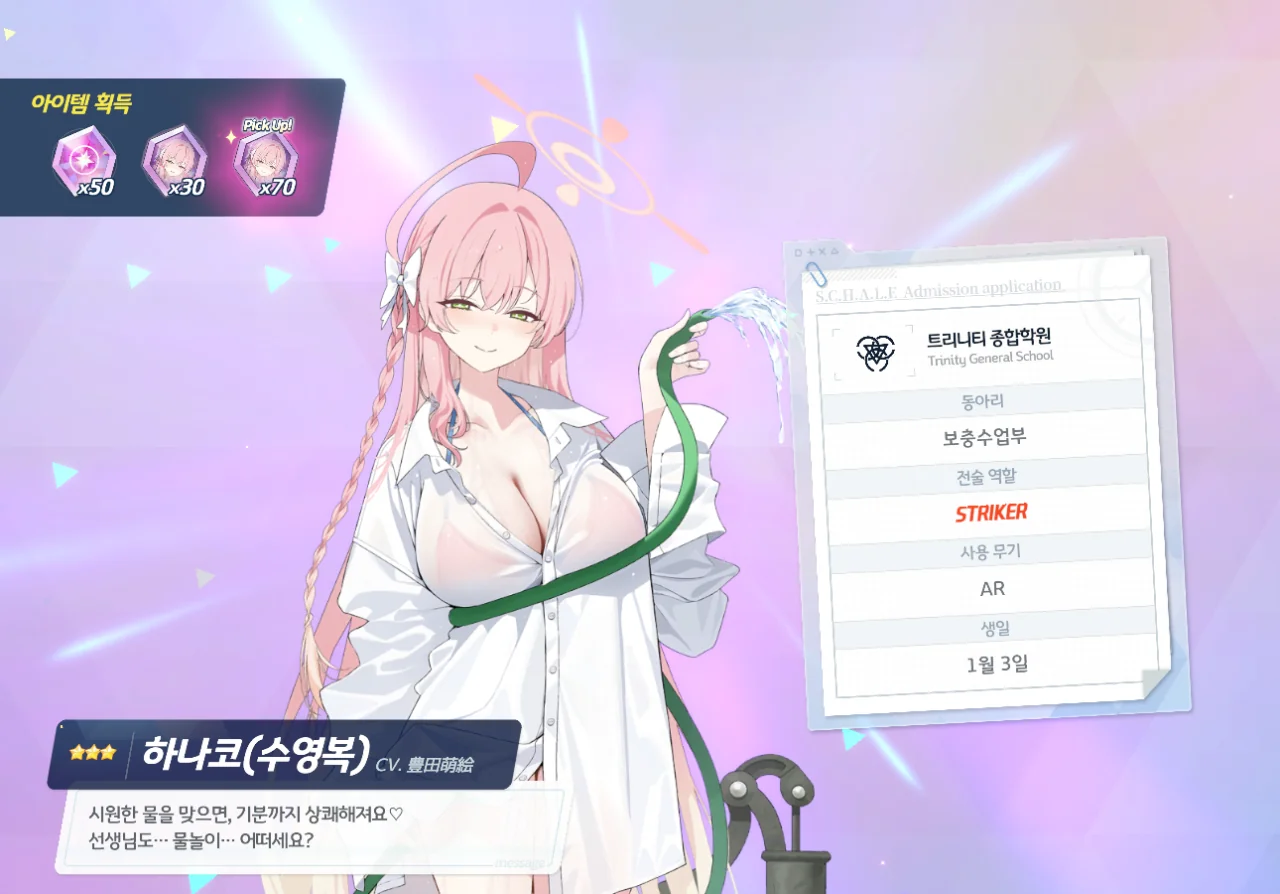 아이템 획득
x50
x30
Pick Up!
x70
S.C.H.A.L.E Admission application
트리니티 종합학원
Trinity General School
동아리
보충수업부
전술 역할
STRIKER
사용 무기
AR
생일
1월 3일
하나코(수영복) CV. 豊田萌絵
시원한 물을 맞으면, 기분까지 상쾌해져요♡
선생님도… 물놀이… 어떠세요?
message